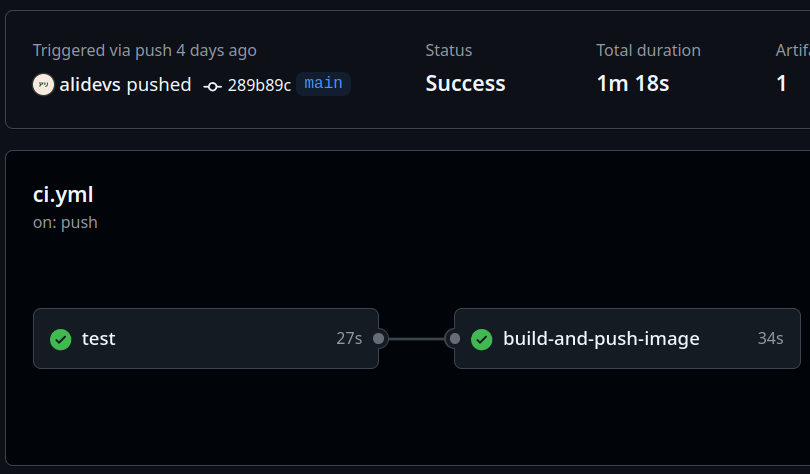 Triggered via push 4 days ago
alidevs pushed 289b89c main
Status
Success
Total duration
1m 18s
1
ci.yml
on: push
test 27s
build-and-push-image 34s